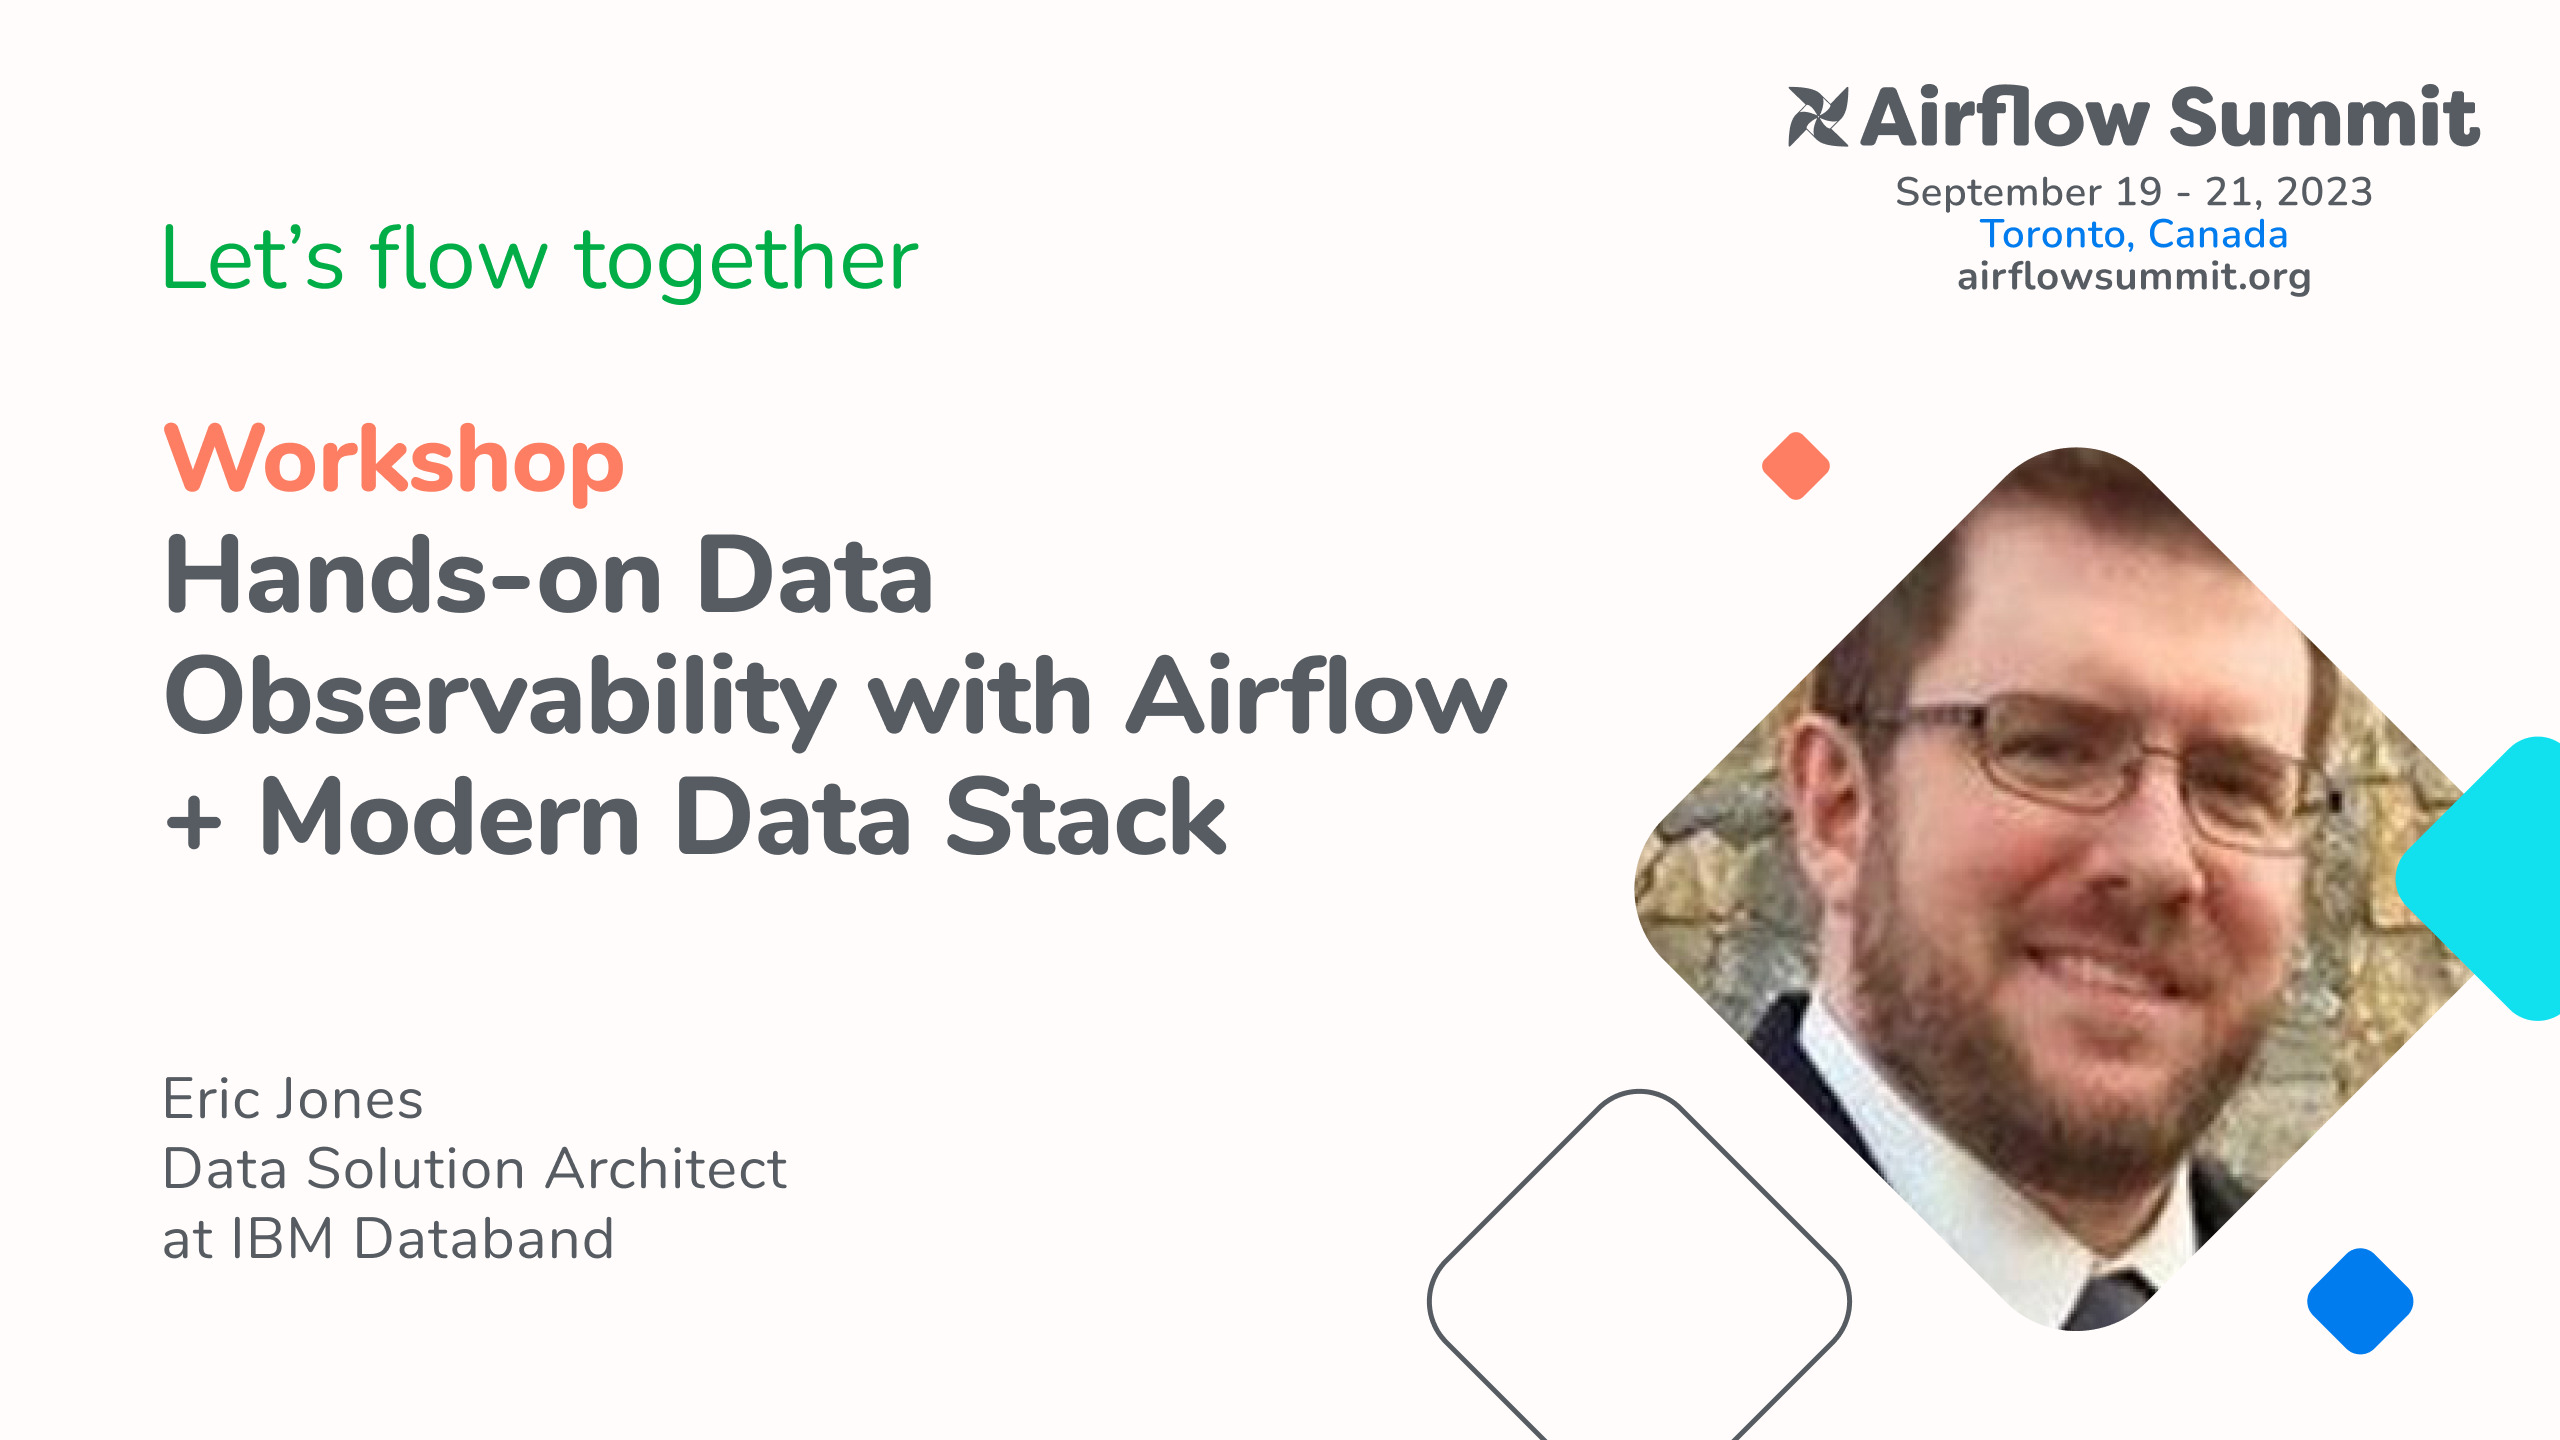 Airflow Summit
September 19 - 21, 2023
Toronto, Canada
airflowsummit.org
Let’s flow together
Workshop
Hands-on Data
Observability with Airflow
+ Modern Data Stack
Eric Jones
Data Solution Architect
at IBM Databand